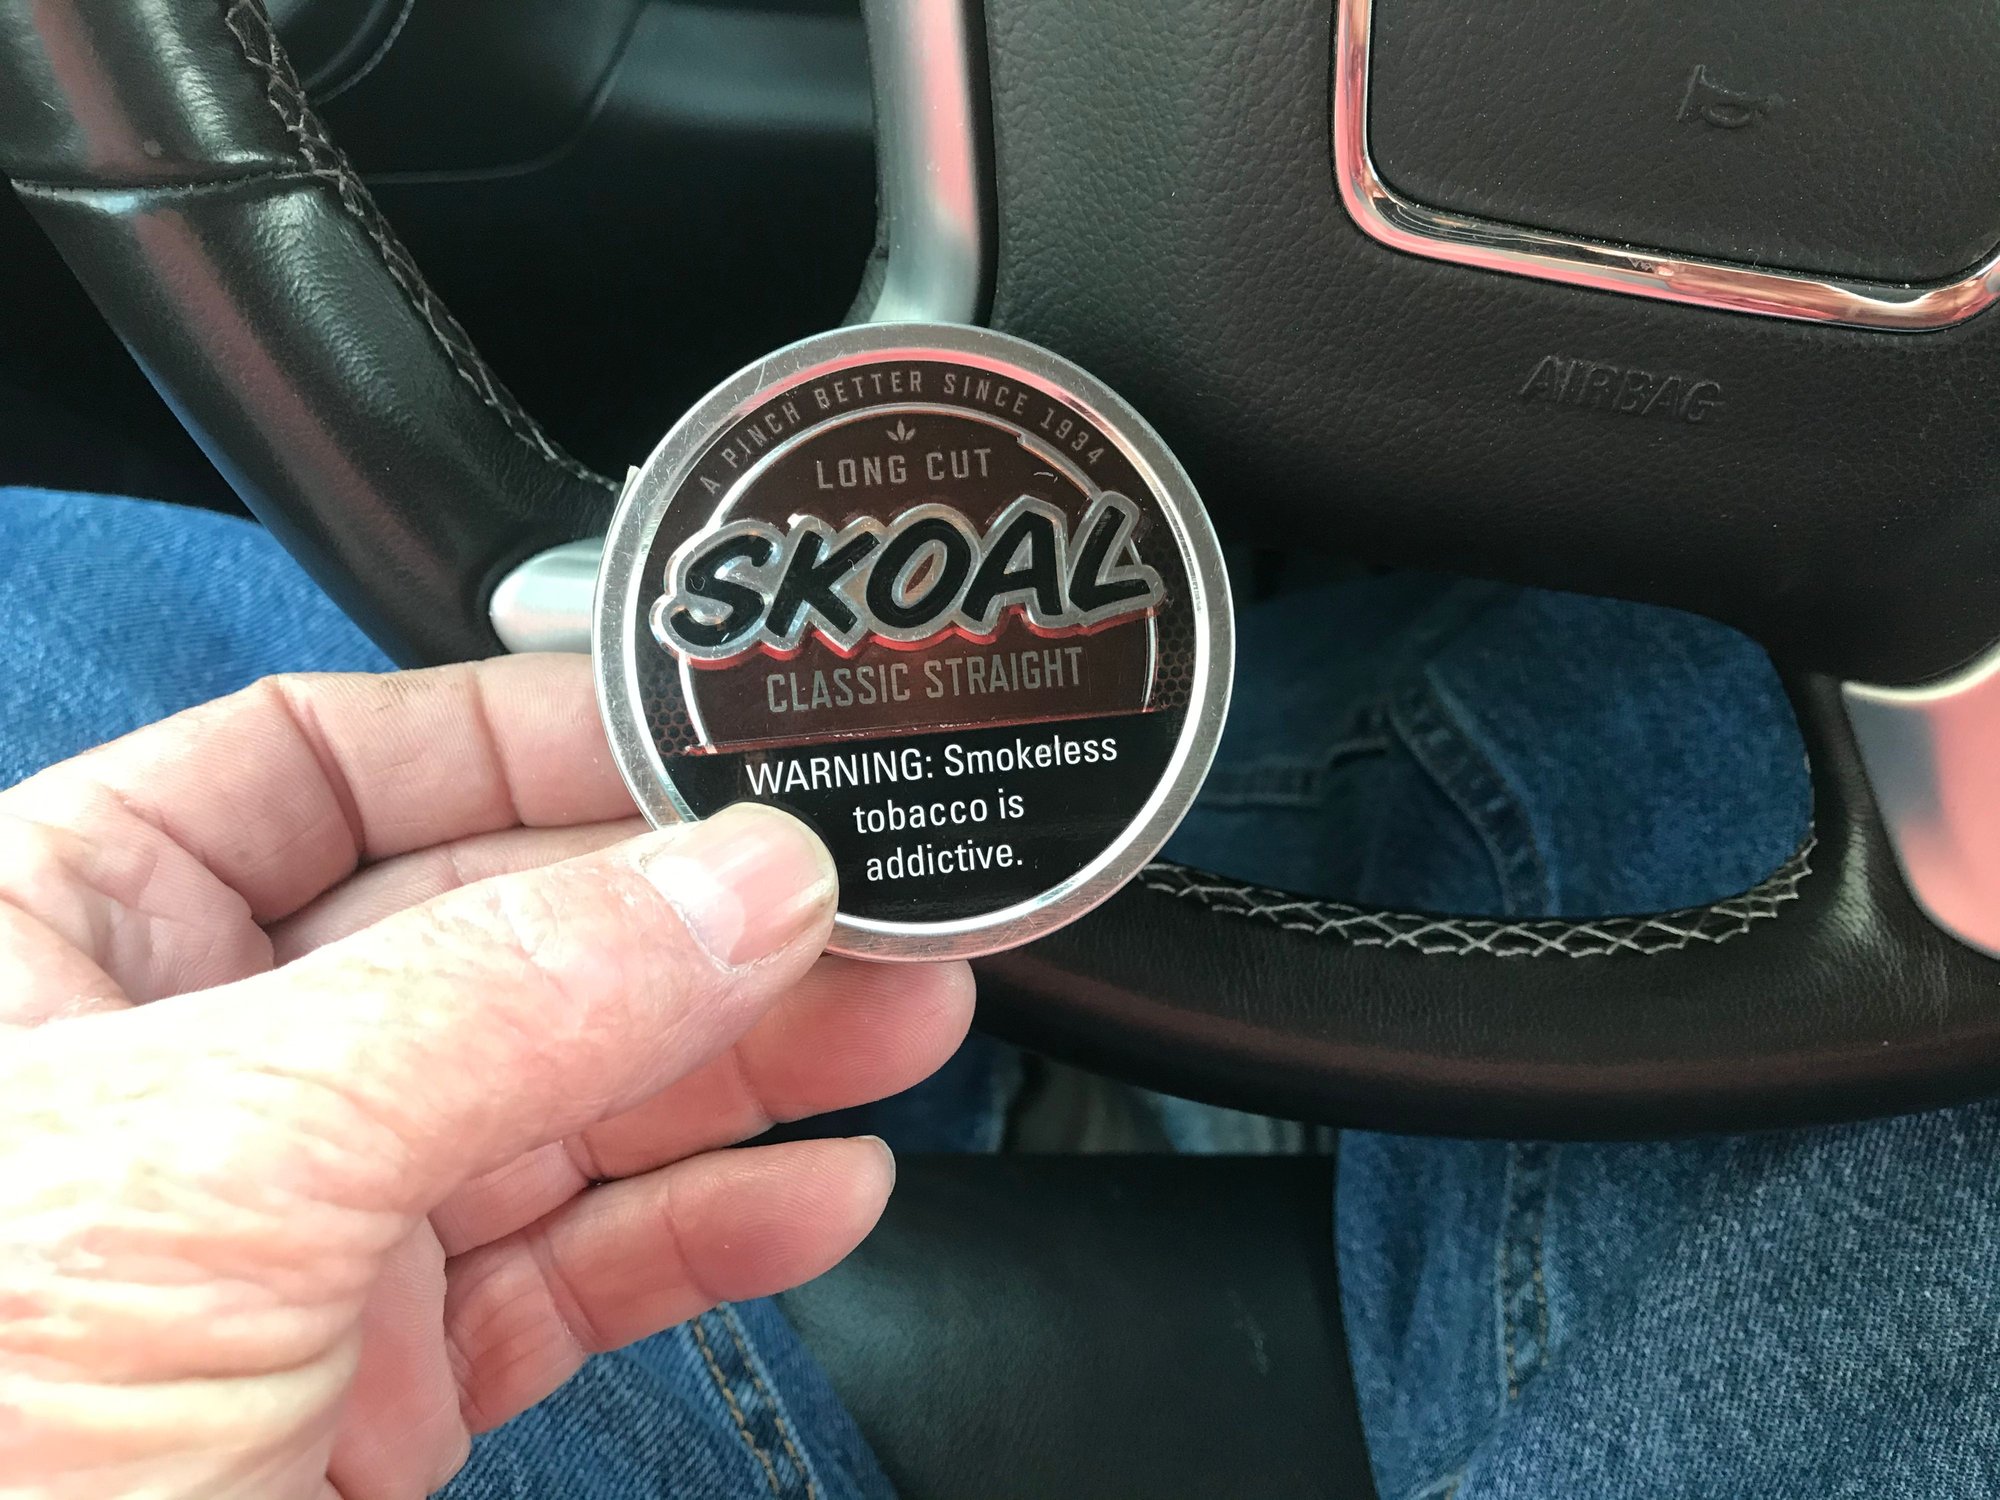 AIRBAG
A PINCH BETTER SINCE 1934
LONG CUT
SKOAL
CLASSIC STRAIGHT
WARNING: Smokeless
tobacco is
addictive.